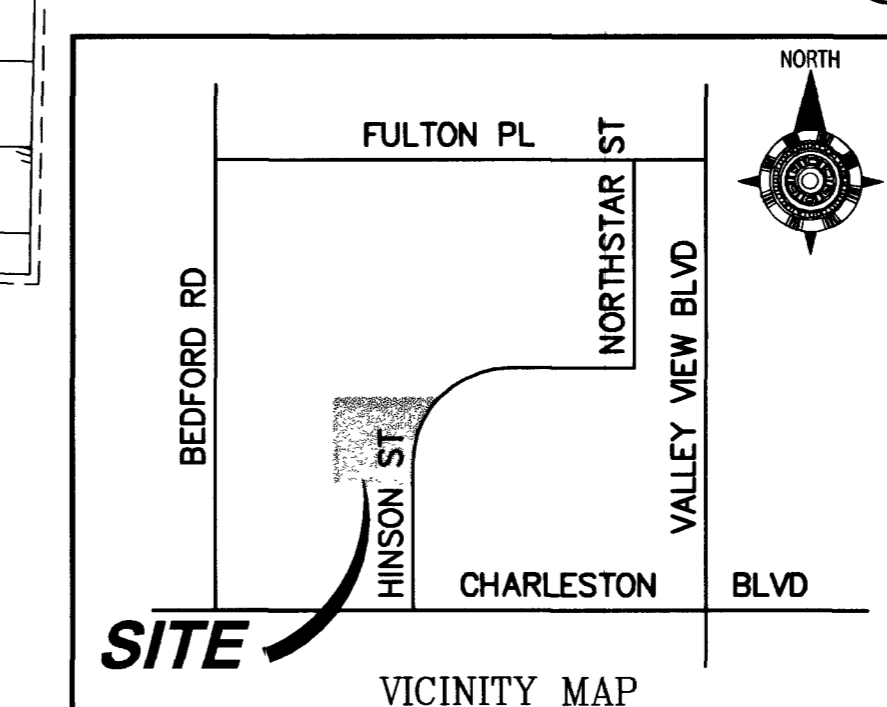 NORTH
FULTON PL
NORTHSTAR ST
BEDFORD RD
VALLEY VIEW BLVD
HINSON ST
CHARLESTON BLVD
SITE
VICINITY MAP